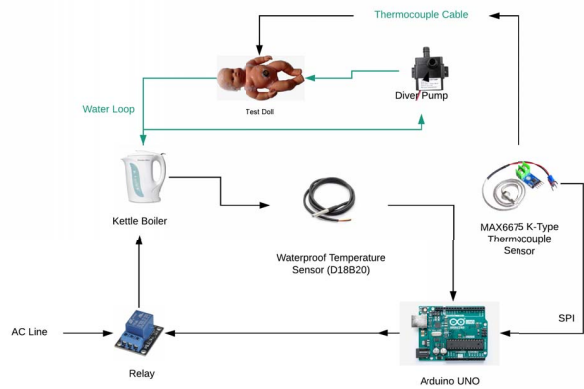 Thermocouple Cable
Test Doll
Diver Pump
Water Loop
Kettle Boiler
Waterproof Temperature
Sensor (D18B20)
MAX6675 K-Type
Thermocouple
Sensor
SPI
AC Line
Relay
Arduino UNO